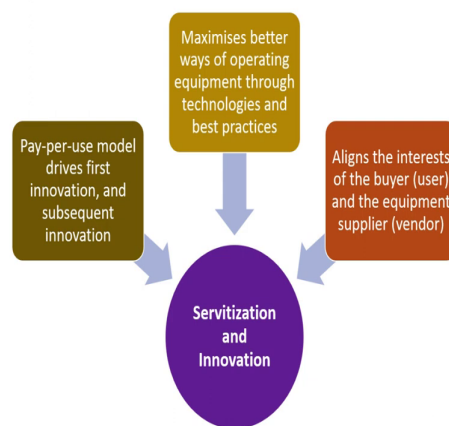 Maximises better
ways of operating
equipment through
technologies and
best practices
Pay-per-use model
drives first
innovation, and
subsequent
innovation
Aligns the interests
of the buyer (user)
and the equipment
supplier (vendor)
Servitization
and
Innovation